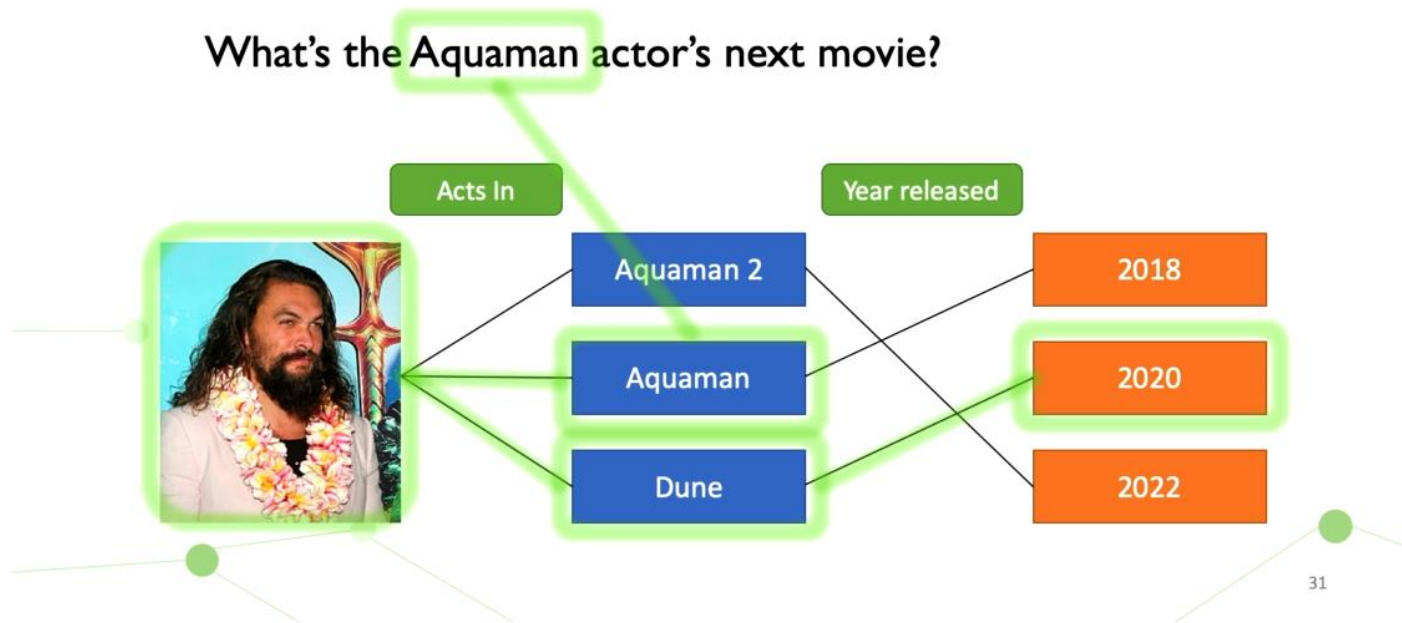 What's the Aquaman actor's next movie?
Acts In
Year released
Aquaman 2
2018
Aquaman
2020
Dune
2022
31